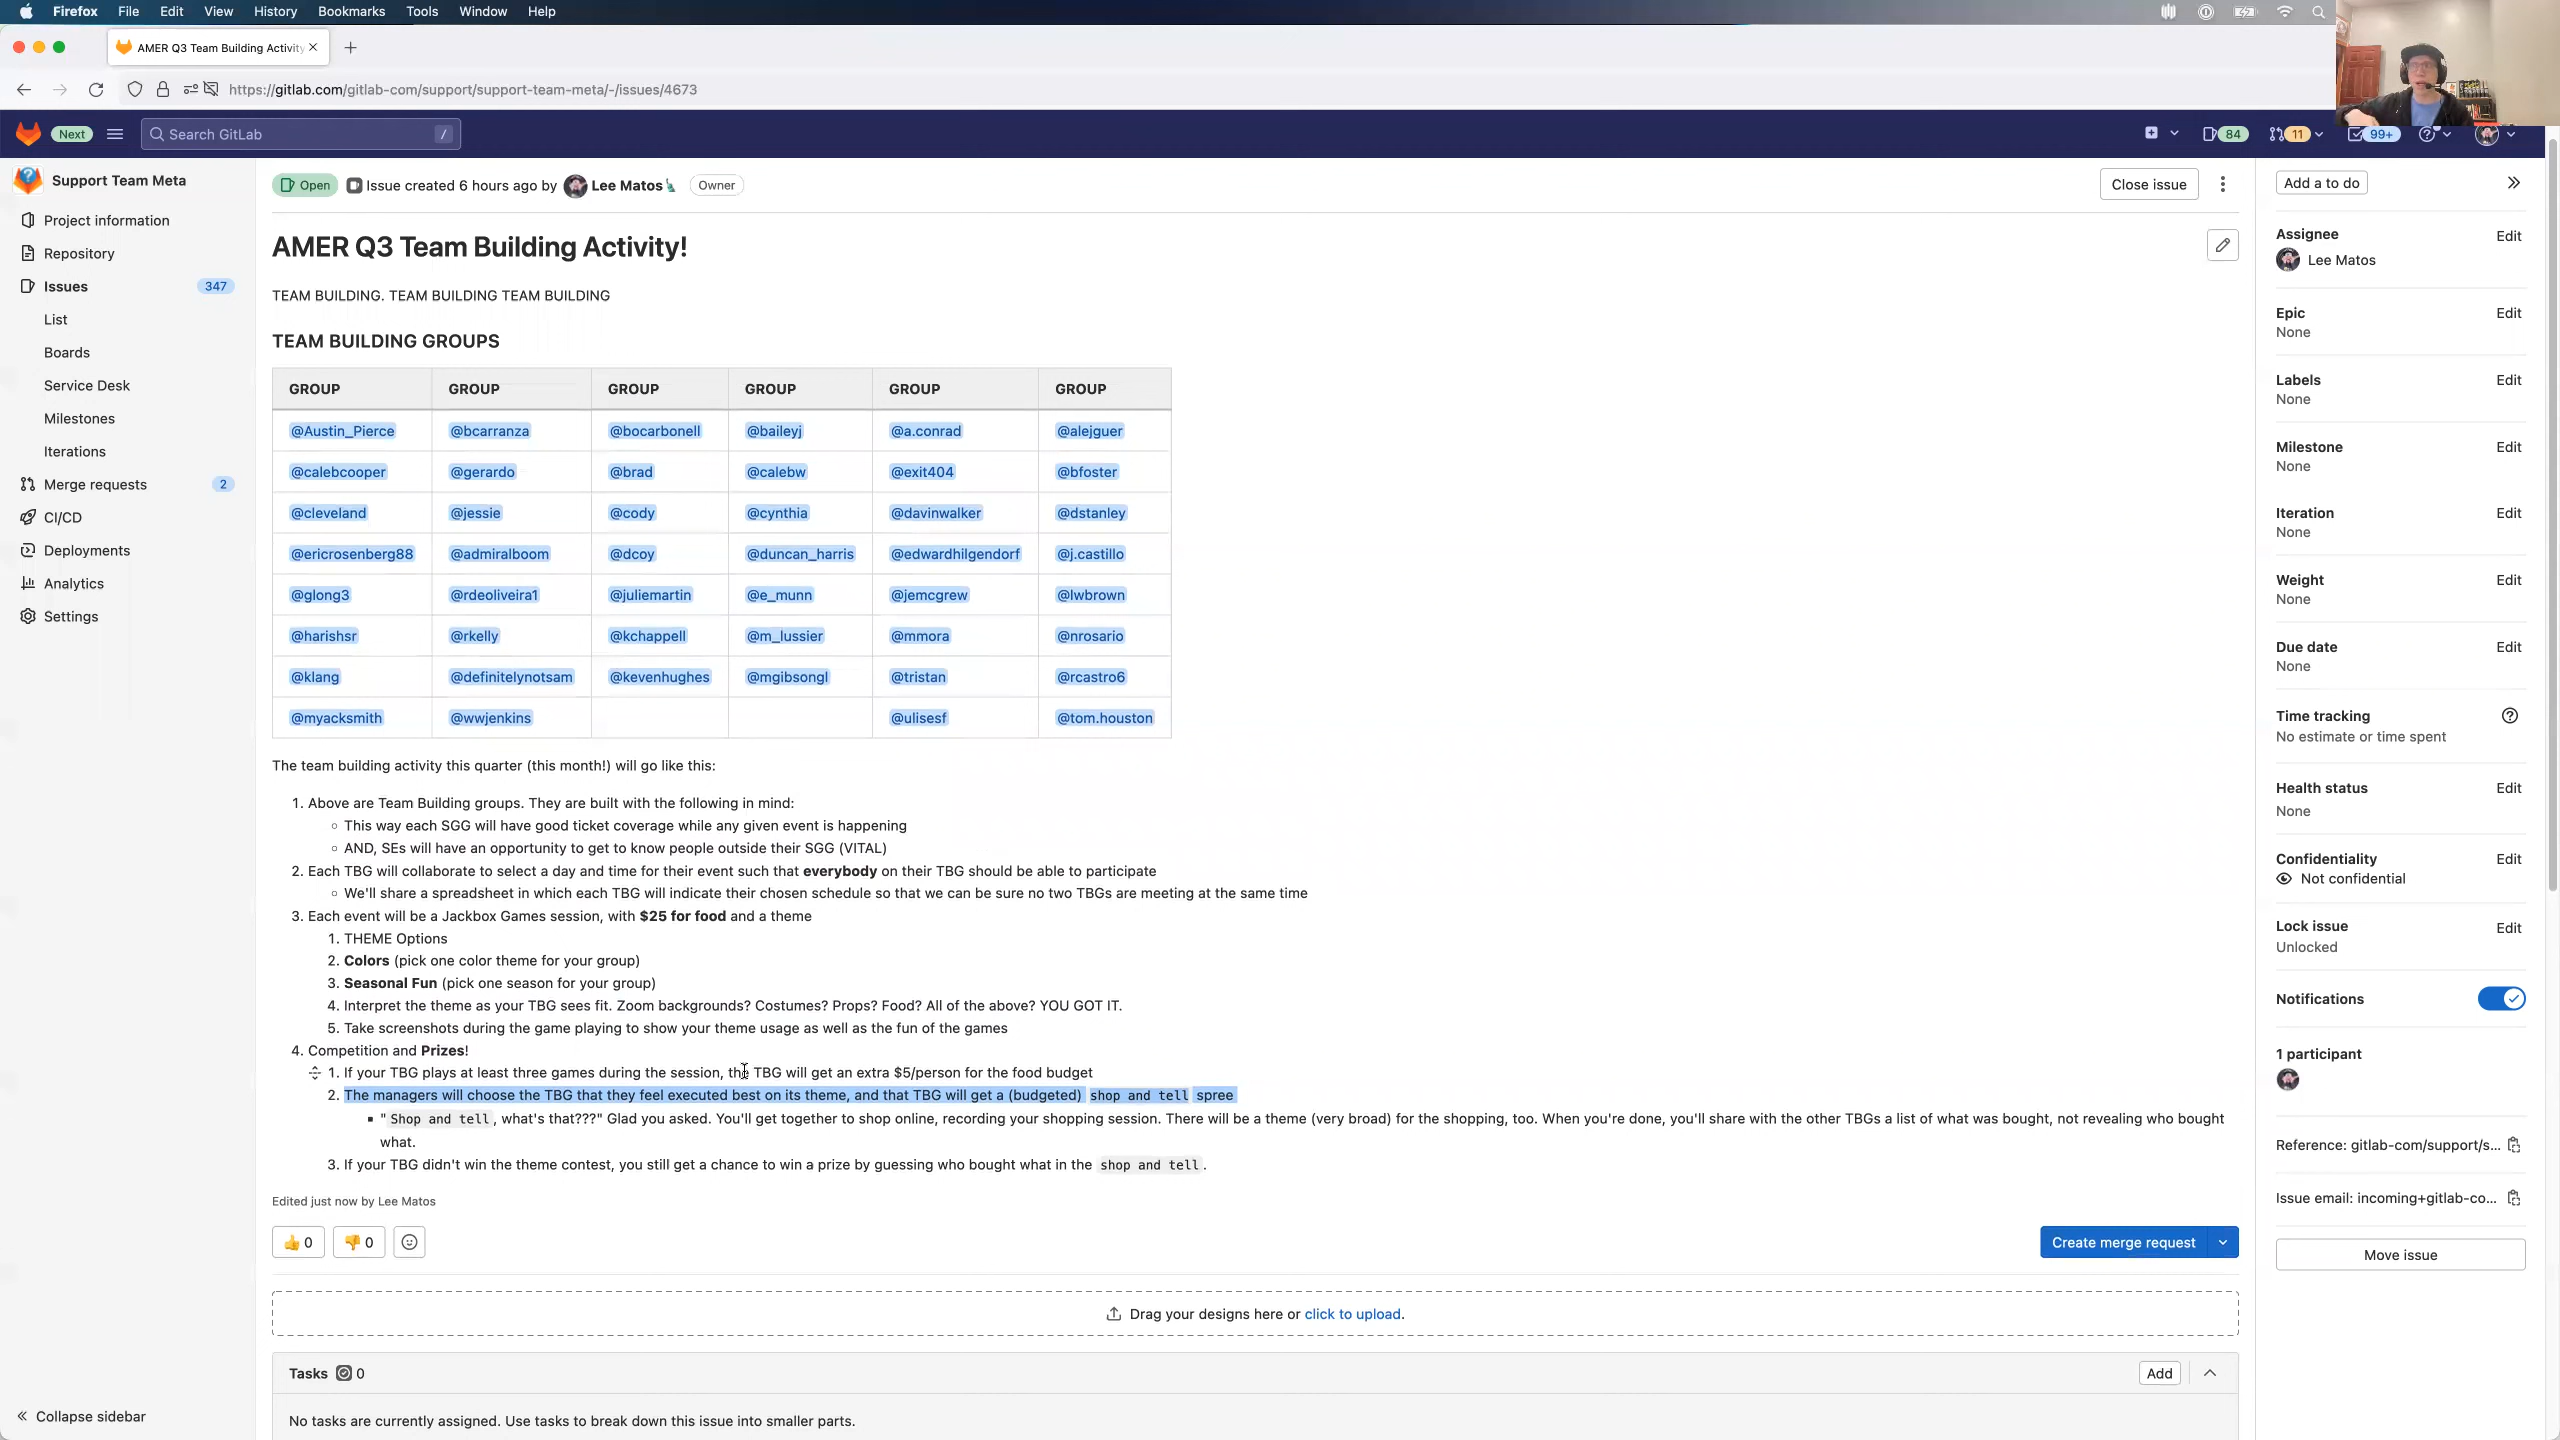 Firefox File Edit View History Bookmarks Tools Window Help
AMER Q3 Team Building Activity
https://gitlab.com/gitlab-com/support/support-team-meta/-/issues/4673
Next Search GitLab / 84 11 99+
Support Team Meta
Project information
Repository
Issues 347
List
Boards
Service Desk
Milestones
Iterations
Merge requests 2
CI/CD
Deployments
Analytics
Settings
Collapse sidebar
Open Issue created 6 hours ago by Lee Matos Owner
Close issue
AMER Q3 Team Building Activity!
TEAM BUILDING. TEAM BUILDING TEAM BUILDING
TEAM BUILDING GROUPS
GROUP GROUP GROUP GROUP GROUP GROUP
@Austin_Pierce @bcarranza @bocarbonell @baileyj @a.conrad @alejguer
@calebcooper @gerardo @brad @calebw @exit404 @bfoster
@cleveland @jessie @cody @cynthia @davinwalker @dstanley
@ericrosenberg88 @admiralboom @dcoy @duncan_harris @edwardhilgendorf @j.castillo
@glong3 @rdeoliveira1 @juliemartin @e_munn @jemcgrew @lwbrown
@harishsr @rkelly @kchappell @m_lussier @mmora @nrosario
@klang @definitelynotsam @kevenhughes @mgibsongl @tristan @rcastro6
@myacksmith @wwjenkins @ulisesf @tom.houston
The team building activity this quarter (this month!) will go like this:
1. Above are Team Building groups. They are built with the following in mind:
This way each SGG will have good ticket coverage while any given event is happening
AND, SEs will have an opportunity to get to know people outside their SGG (VITAL)
2. Each TBG will collaborate to select a day and time for their event such that everybody on their TBG should be able to participate
We'll share a spreadsheet in which each TBG will indicate their chosen schedule so that we can be sure no two TBGs are meeting at the same time
3. Each event will be a Jackbox Games session, with $25 for food and a theme
1. THEME Options
2. Colors (pick one color theme for your group)
3. Seasonal Fun (pick one season for your group)
4. Interpret the theme as your TBG sees fit. Zoom backgrounds? Costumes? Props? Food? All of the above? YOU GOT IT.
5. Take screenshots during the game playing to show your theme usage as well as the fun of the games
4. Competition and Prizes!
1. If your TBG plays at least three games during the session, the TBG will get an extra $5/person for the food budget
2. The managers will choose the TBG that they feel executed best on its theme, and that TBG will get a (budgeted) shop and tell spree
"Shop and tell, what's that???" Glad you asked. You'll get together to shop online, recording your shopping session. There will be a theme (very broad) for the shopping, too. When you're done, you'll share with the other TBGs a list of what was bought, not revealing who bought
what.
3. If your TBG didn't win the theme contest, you still get a chance to win a prize by guessing who bought what in the shop and tell.
Edited just now by Lee Matos
0 0
Create merge request
Drag your designs here or click to upload.
Tasks 0
Add
No tasks are currently assigned. Use tasks to break down this issue into smaller parts.
Add a to do
Assignee Edit
Lee Matos
Epic Edit
None
Labels Edit
None
Milestone Edit
None
Iteration Edit
None
Weight Edit
None
Due date Edit
None
Time tracking
No estimate or time spent
Health status Edit
None
Confidentiality Edit
Not confidential
Lock issue Edit
Unlocked
Notifications
1 participant
Reference: gitlab-com/support/s...
Issue email: incoming+gitlab-co...
Move issue